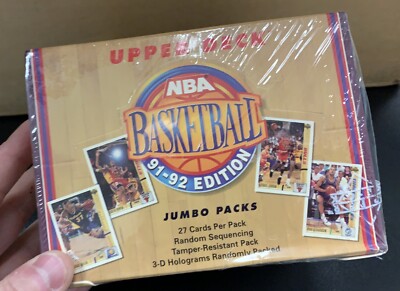 UPPER DECK
NBA
BASKETBALL
91-92 EDITION
JUMBO PACKS
27 Cards Per Pack
Random Sequencing
Tamper-Resistant Pack
3-D Holograms Randomly Packed